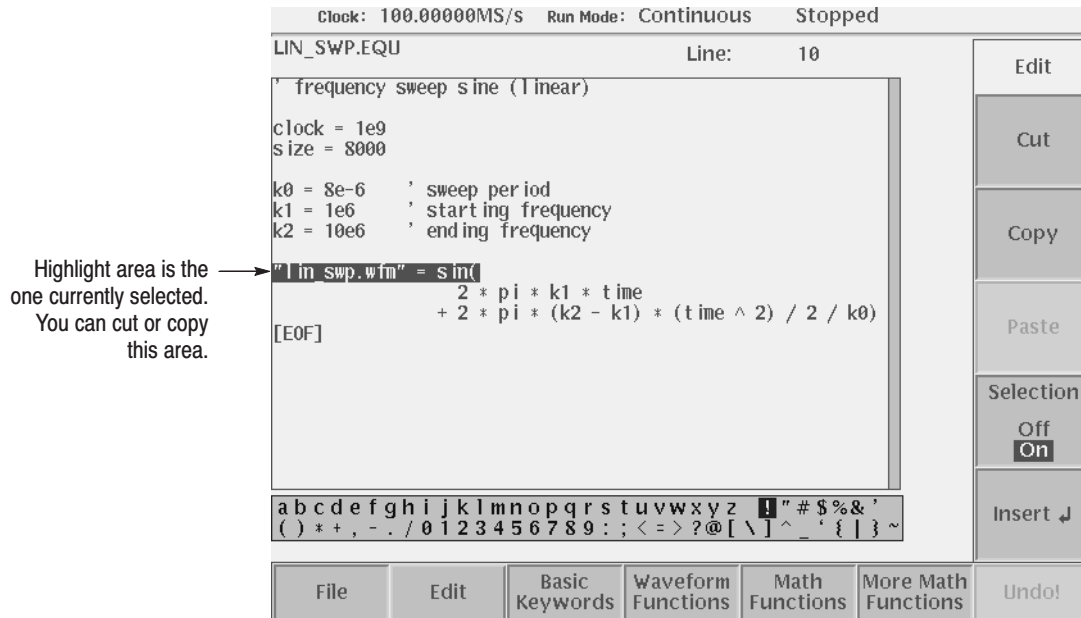 Clock: 100.00000MS/s Run Mode: Continuous Stopped
LIN_SWP.EQU Line: 10
' frequency sweep sine (linear)
clock = 1e9
size = 8000
k0 = 8e-6 ' sweep period
k1 = 1e6 ' starting frequency
k2 = 10e6 ' ending frequency
"lin_swp.wfm" = sin(
2 * pi * k1 * time
+ 2 * pi * (k2 - k1) * (time ^ 2) / 2 / k0)
[EOF]
Highlight area is the
one currently selected.
You can cut or copy
this area.
a b c d e f g h i j k l m n o p q r s t u v w x y z ! " # $ % & '
( ) * + , - . / 0 1 2 3 4 5 6 7 8 9 : ; < = > ? @ [ \ ] ^ _ ‘ { | } ~
Edit
Cut
Copy
Paste
Selection
Off
On
Insert ↲
File Edit Basic Keywords Waveform Functions Math Functions More Math Functions Undo!